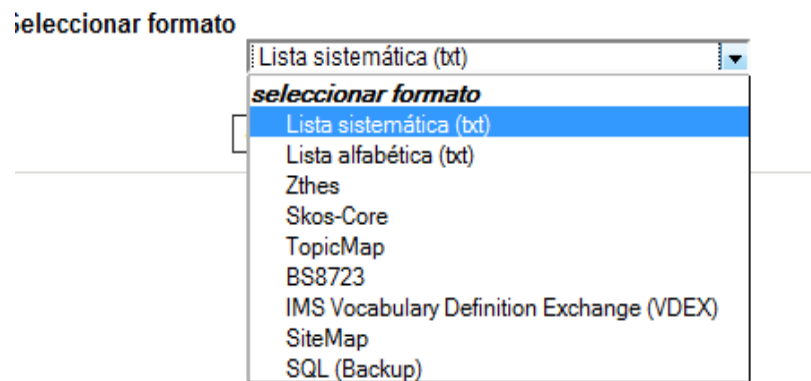 Seleccionar formato
Lista sistemática (txt)
seleccionar formato
Lista sistemática (txt)
Lista alfabética (txt)
Zthes
Skos-Core
TopicMap
BS8723
IMS Vocabulary Definition Exchange (VDEX)
SiteMap
SQL (Backup)